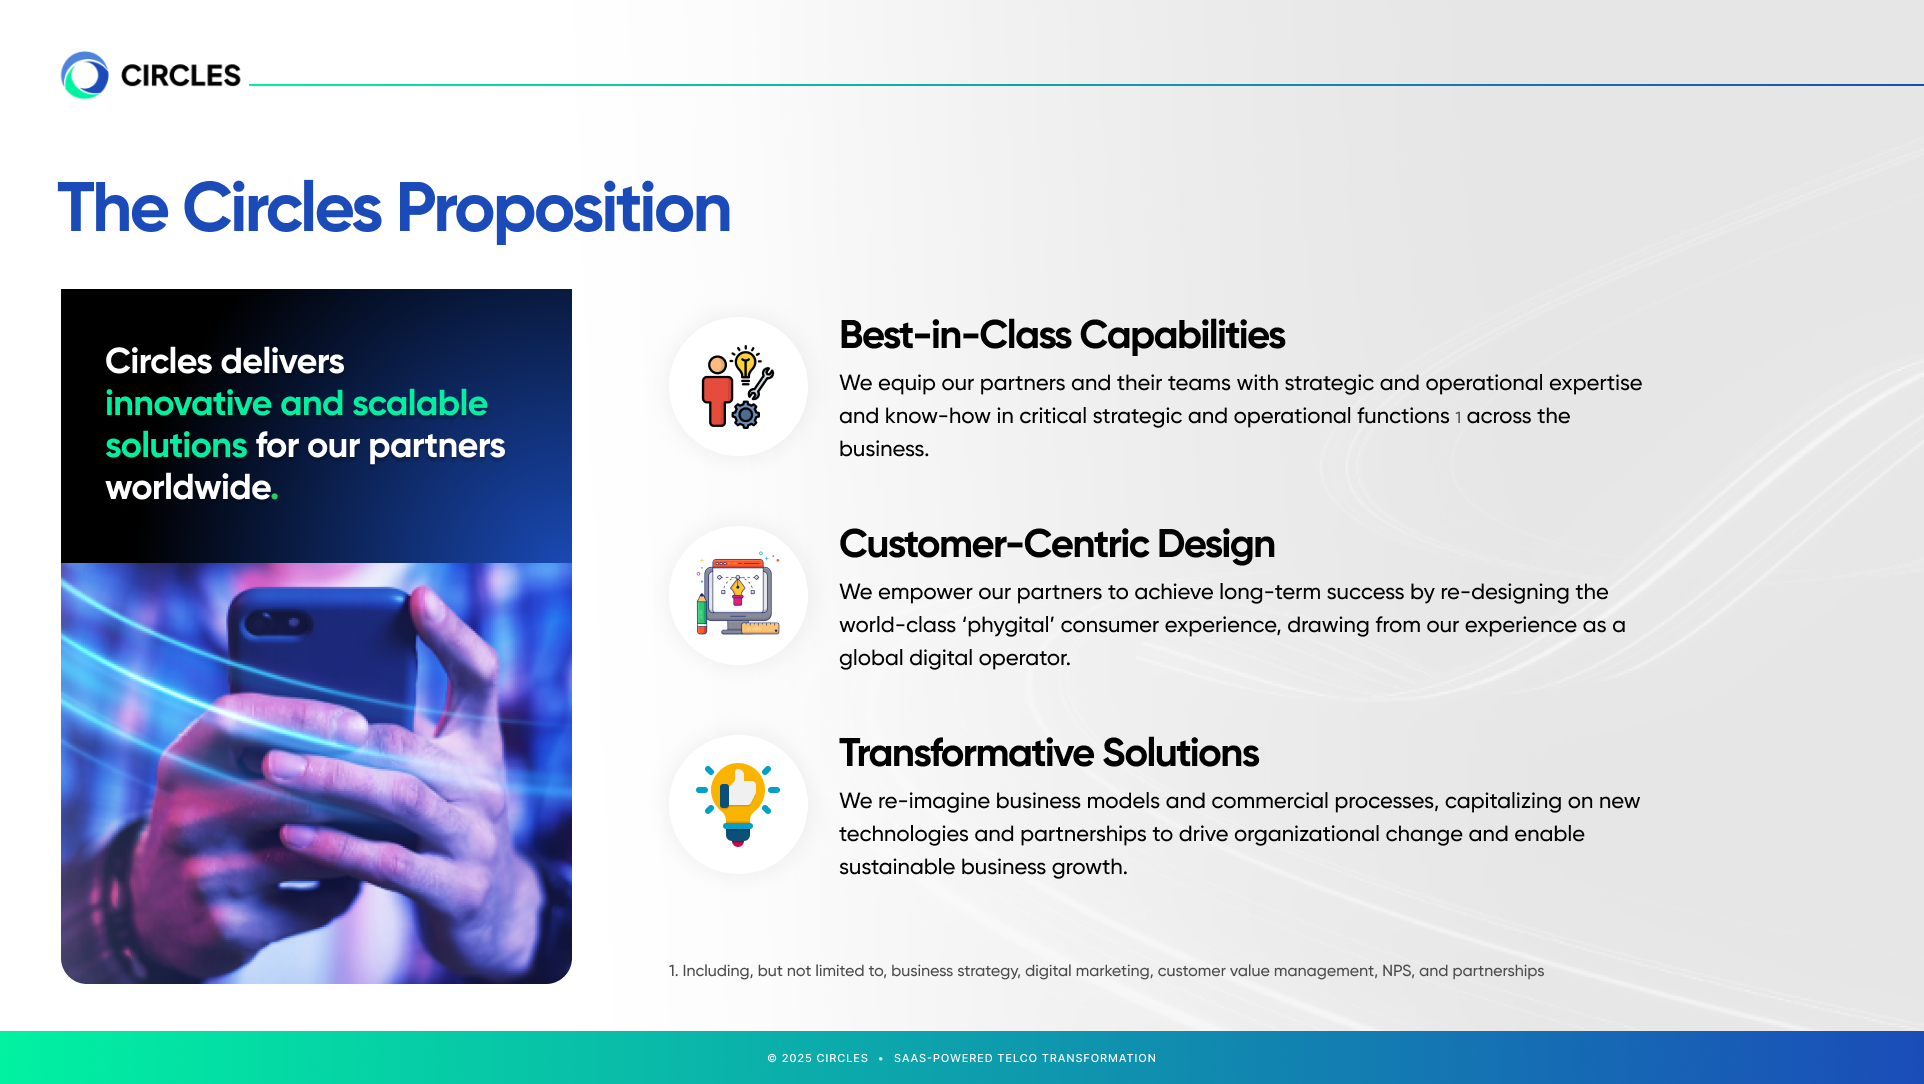 CIRCLES
The Circles Proposition
Circles delivers
innovative and scalable
solutions for our partners
worldwide.
Best-in-Class Capabilities
We equip our partners and their teams with strategic and operational expertise
and know-how in critical strategic and operational functions 1 across the
business.
Customer-Centric Design
We empower our partners to achieve long-term success by re-designing the
world-class ‘phygital’ consumer experience, drawing from our experience as a
global digital operator.
Transformative Solutions
We re-imagine business models and commercial processes, capitalizing on new
technologies and partnerships to drive organizational change and enable
sustainable business growth.
1. Including, but not limited to, business strategy, digital marketing, customer value management, NPS, and partnerships
© 2025 CIRCLES • SAAS-POWERED TELCO TRANSFORMATION